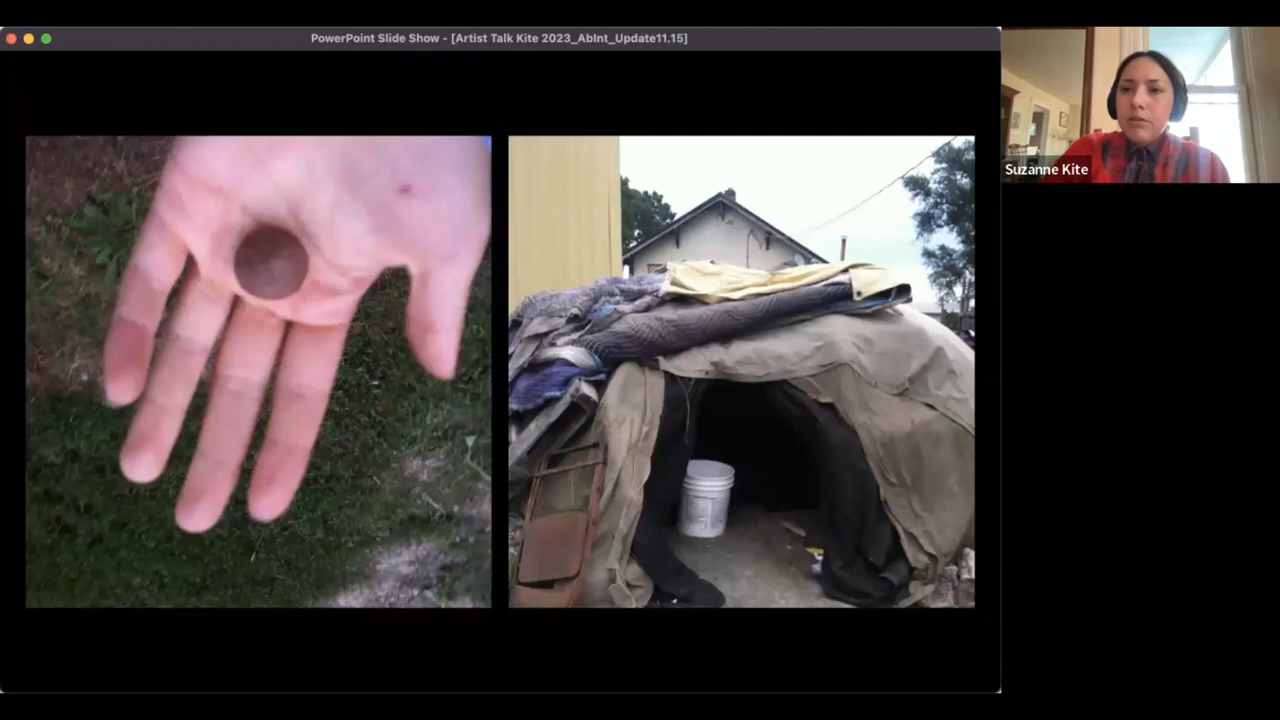 PowerPoint Slide Show - [Artist Talk Kite 2023_AbInt_Update11.15]
Suzanne Kite